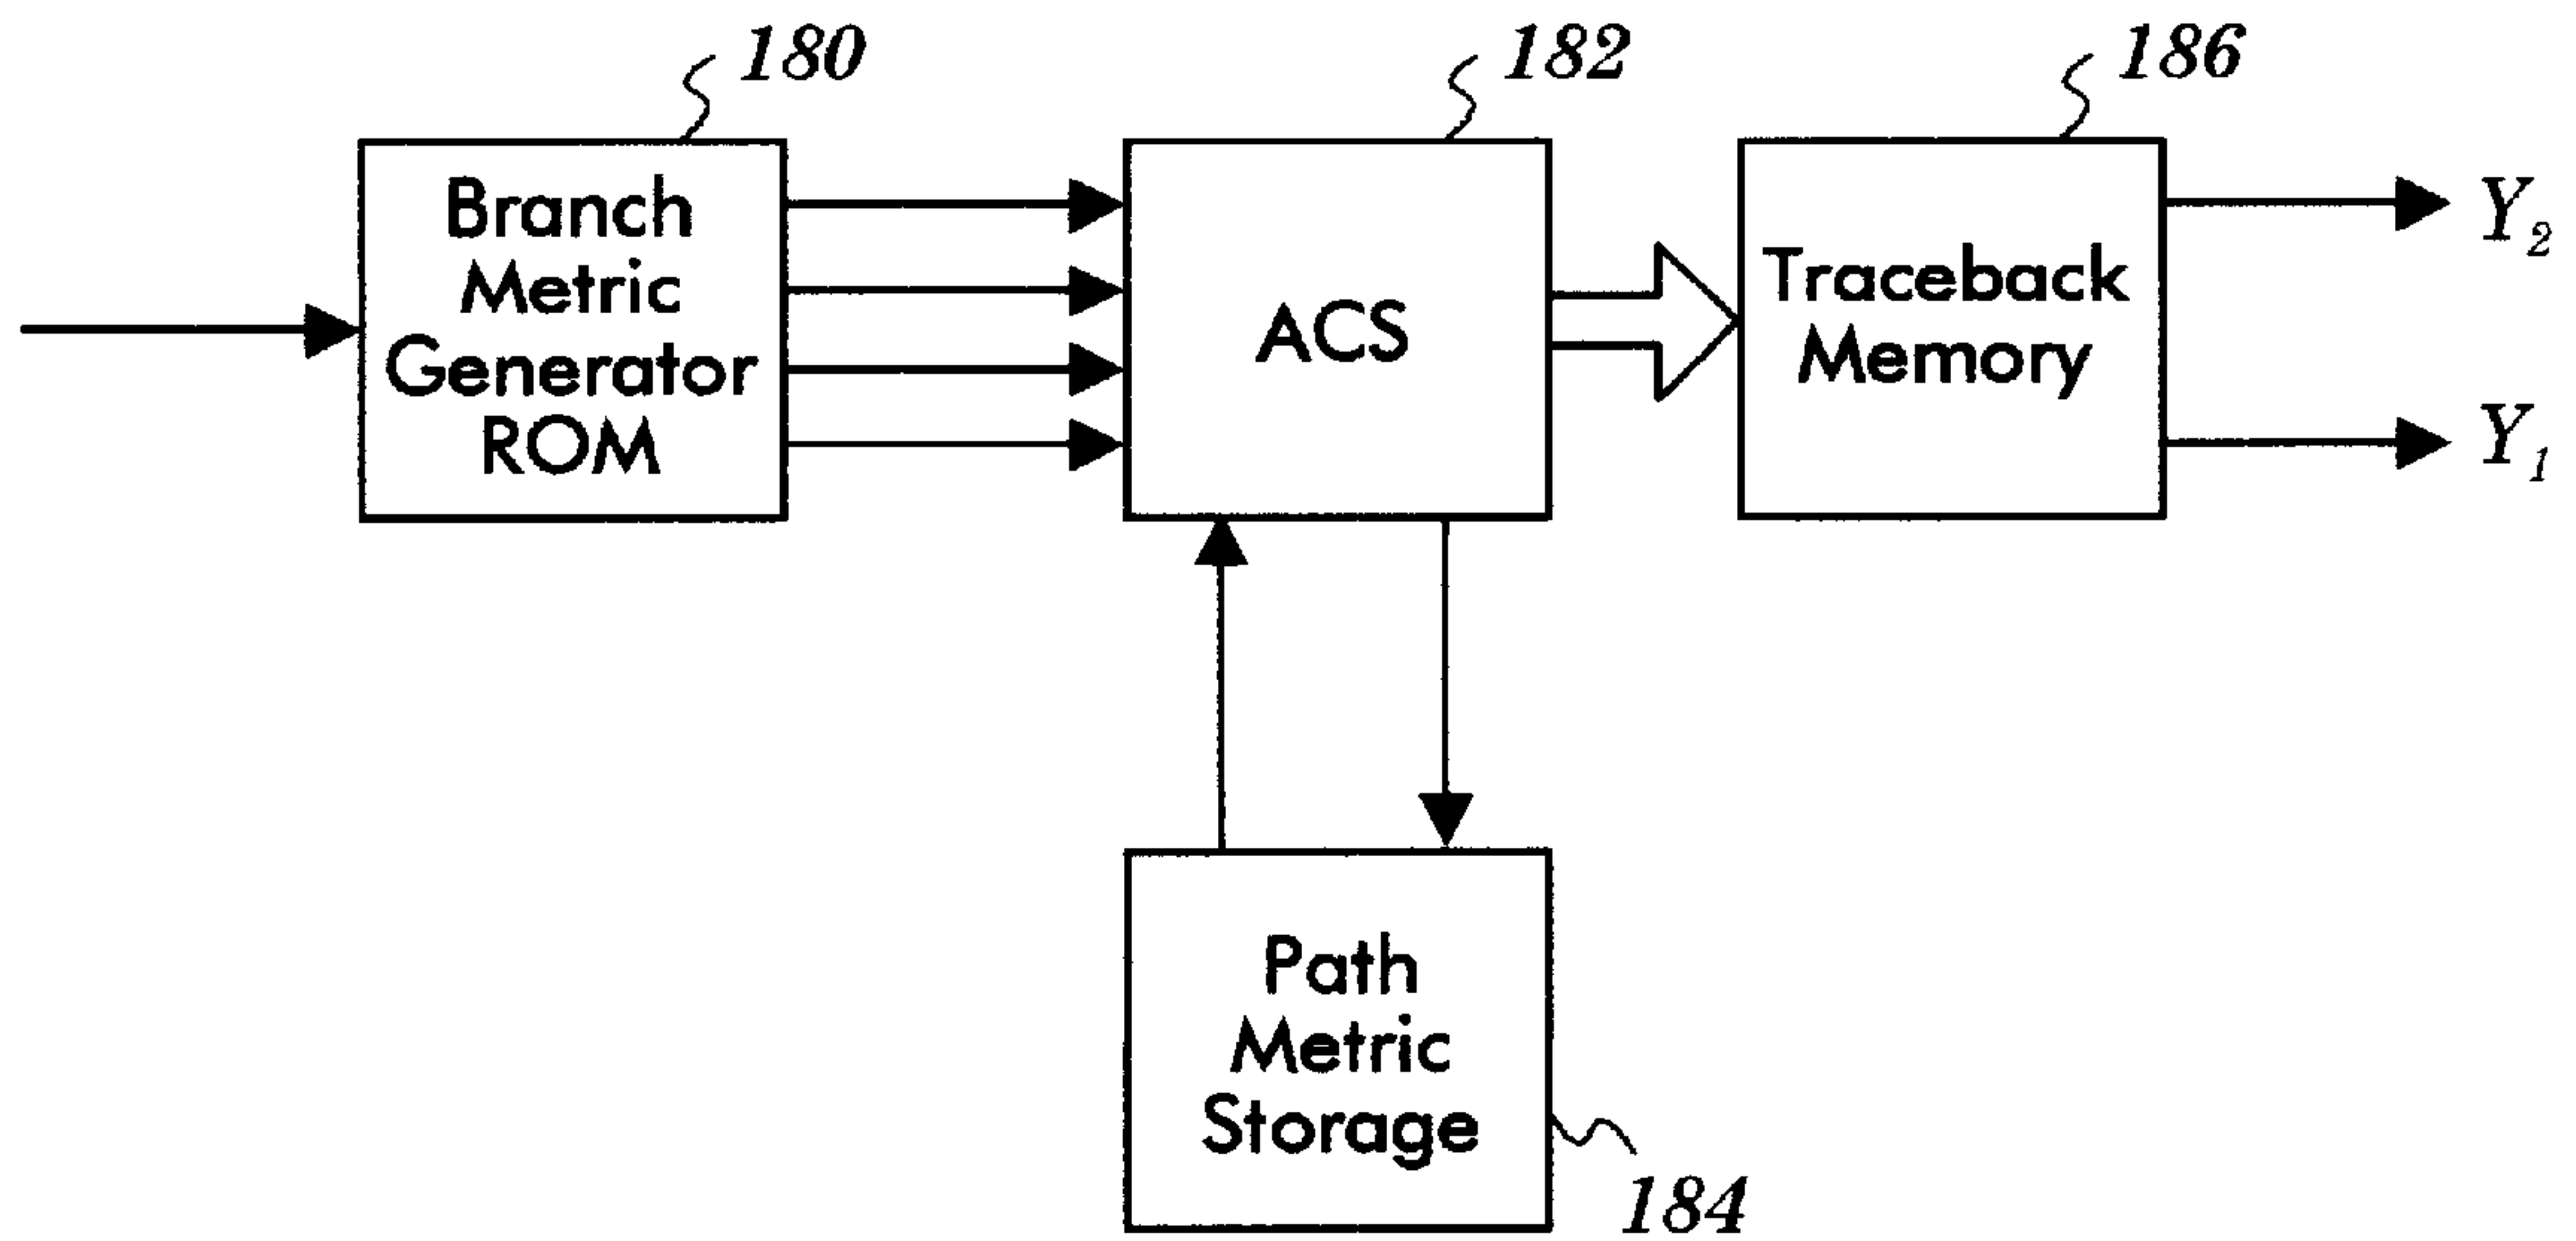 180
182
186
Branch
Metric
Generator
ROM
ACS
Traceback
Memory
Y2
Y1
Path
Metric
Storage
184